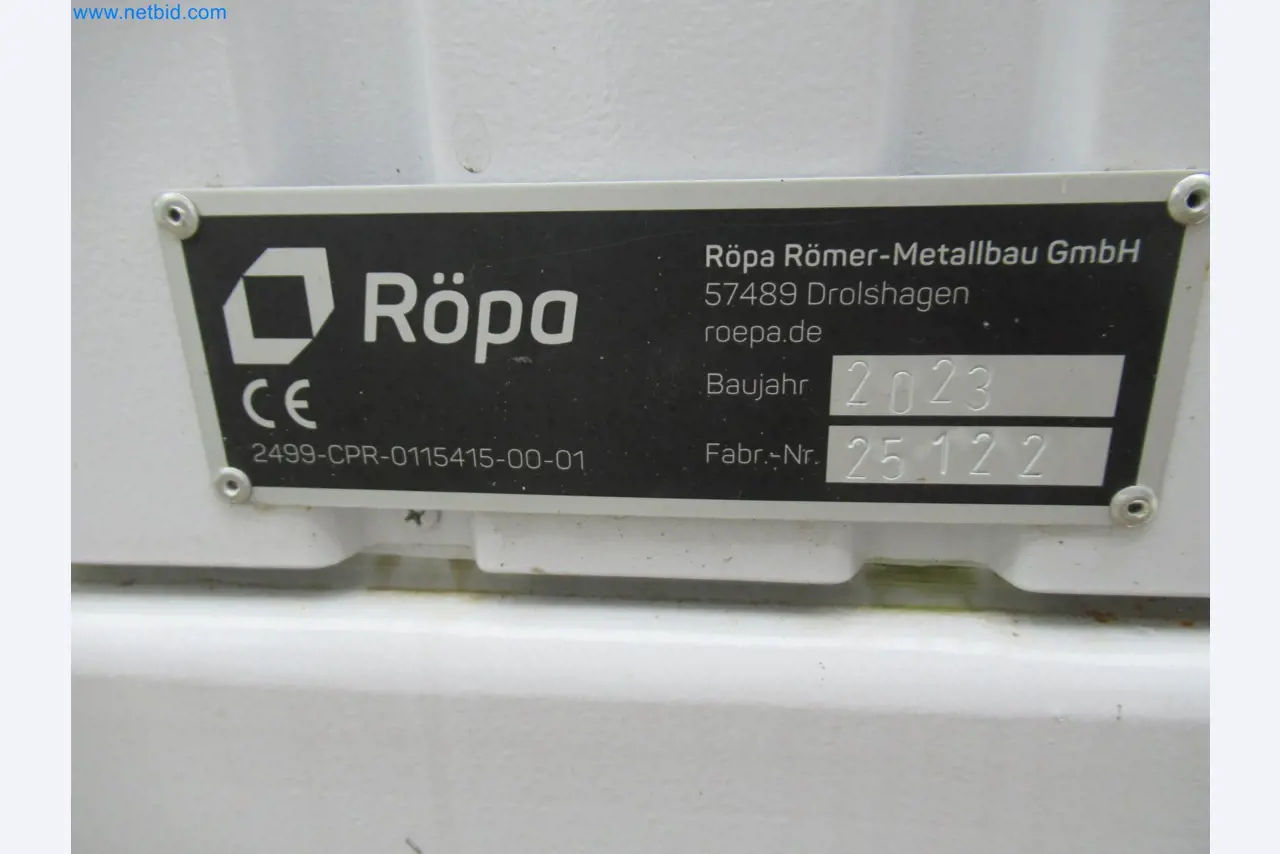 www.netbid.com
Röpa
Röpa Römer-Metallbau GmbH
57489 Drolshagen
roepa.de
Baujahr 2023
CE
2499-CPR-0115415-00-01
Fabr.-Nr. 25122